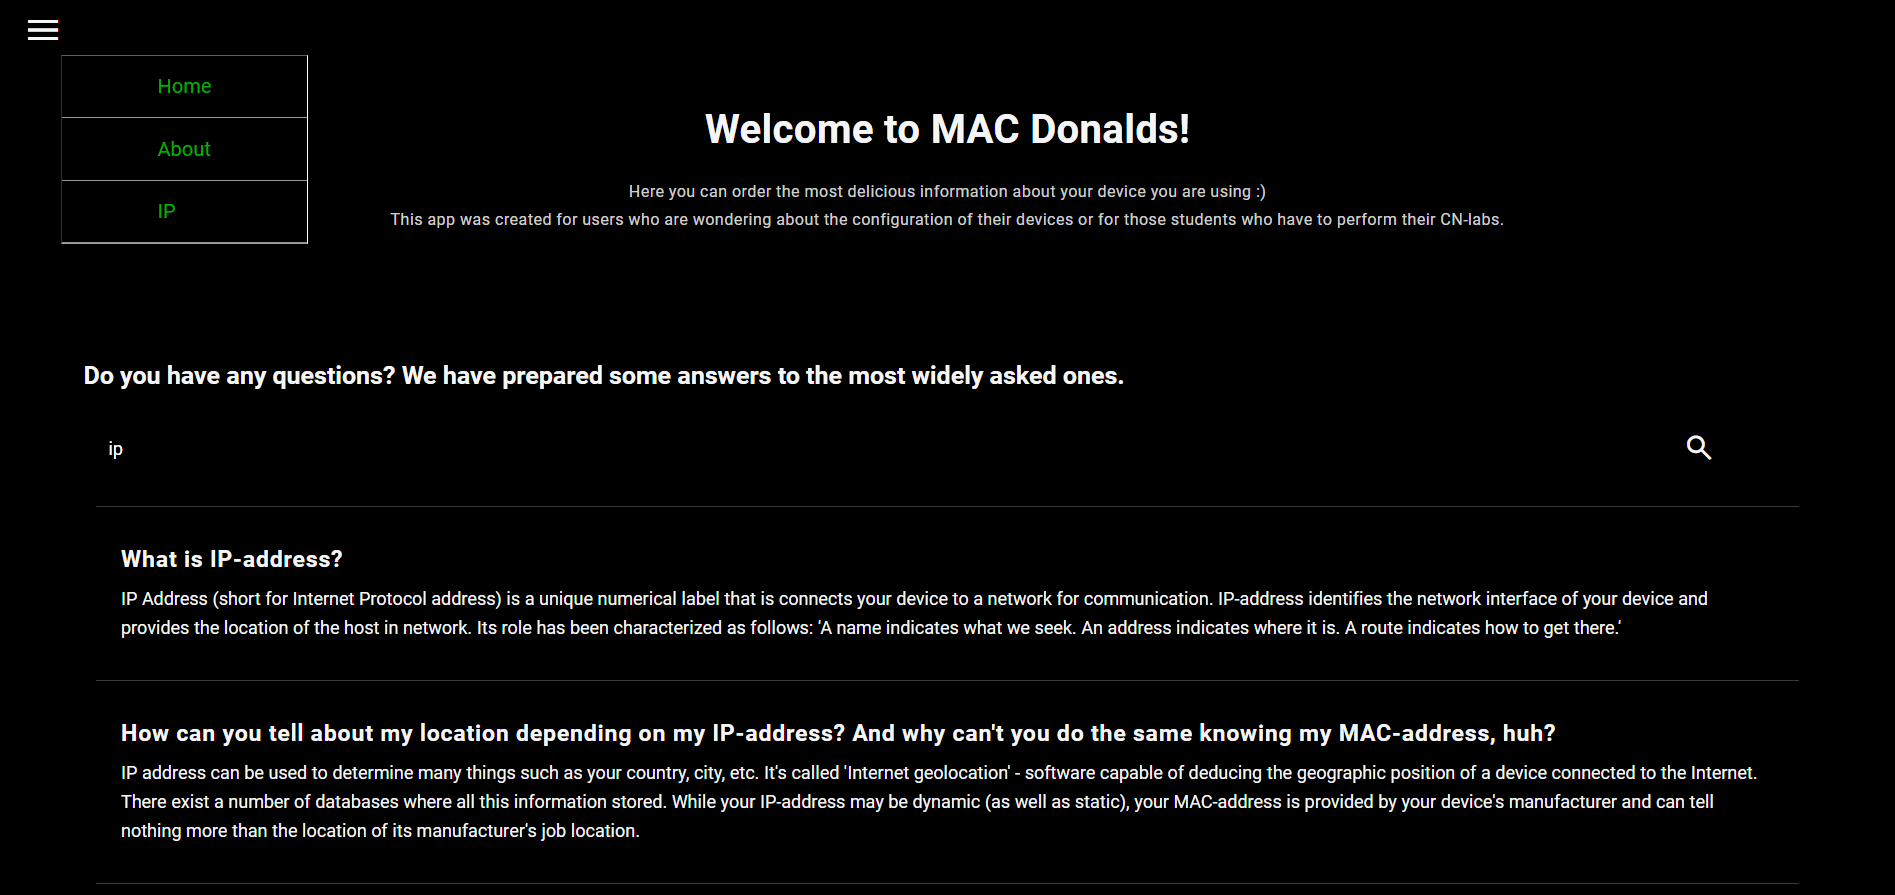 Home
About
IP
Welcome to MAC Donalds!
Here you can order the most delicious information about your device you are using :)
This app was created for users who are wondering about the configuration of their devices or for those students who have to perform their CN-labs.
Do you have any questions? We have prepared some answers to the most widely asked ones.
ip
What is IP-address?
IP Address (short for Internet Protocol address) is a unique numerical label that is connects your device to a network for communication. IP-address identifies the network interface of your device and
provides the location of the host in network. Its role has been characterized as follows: 'A name indicates what we seek. An address indicates where it is. A route indicates how to get there.'
How can you tell about my location depending on my IP-address? And why can't you do the same knowing my MAC-address, huh?
IP address can be used to determine many things such as your country, city, etc. It's called 'Internet geolocation' - software capable of deducing the geographic position of a device connected to the Internet.
There exist a number of databases where all this information stored. While your IP-address may be dynamic (as well as static), your MAC-address is provided by your device's manufacturer and can tell
nothing more than the location of its manufacturer's job location.